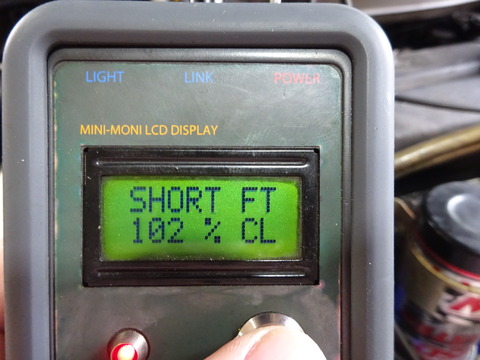 LIGHT LINK POWER
MINI-MONI LCD DISPLAY
SHORT FT
102 % CL